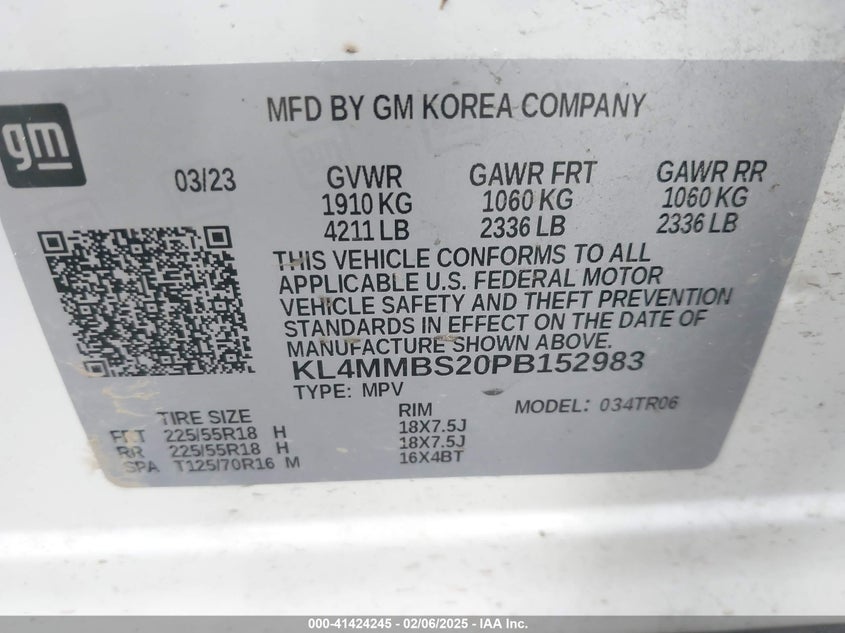 gm
MFD BY GM KOREA COMPANY
03/23
GVWR
1910 KG
4211 LB
GAWR FRT
1060 KG
2336 LB
GAWR RR
1060 KG
2336 LB
THIS VEHICLE CONFORMS TO ALL
APPLICABLE U.S. FEDERAL MOTOR
VEHICLE SAFETY AND THEFT PREVENTION
STANDARDS IN EFFECT ON THE DATE OF
MANUFACTURE SHOWN ABOVE.
KL4MMBS20PB152983
TYPE: MPV
MODEL: 034TR06
TIRE SIZE
FRT 225/55R18 H
RR 225/55R18 H
SPA T125/70R16 M
RIM
18X7.5J
18X7.5J
16X4BT
000-41424245 - 02/06/2025 - IAA Inc.